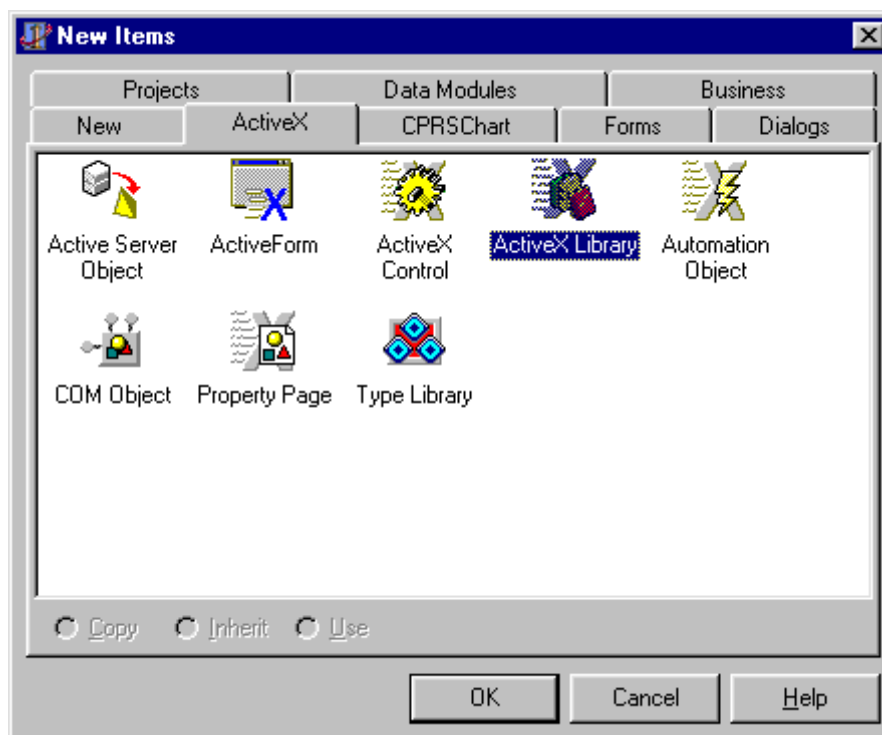 New Items
Projects Data Modules Business
New ActiveX CPRSChart Forms Dialogs
Active Server
Object
ActiveForm
ActiveX
Control
ActiveX Library
Automation
Object
COM Object
Property Page
Type Library
Copy Inherit Use
OK Cancel Help